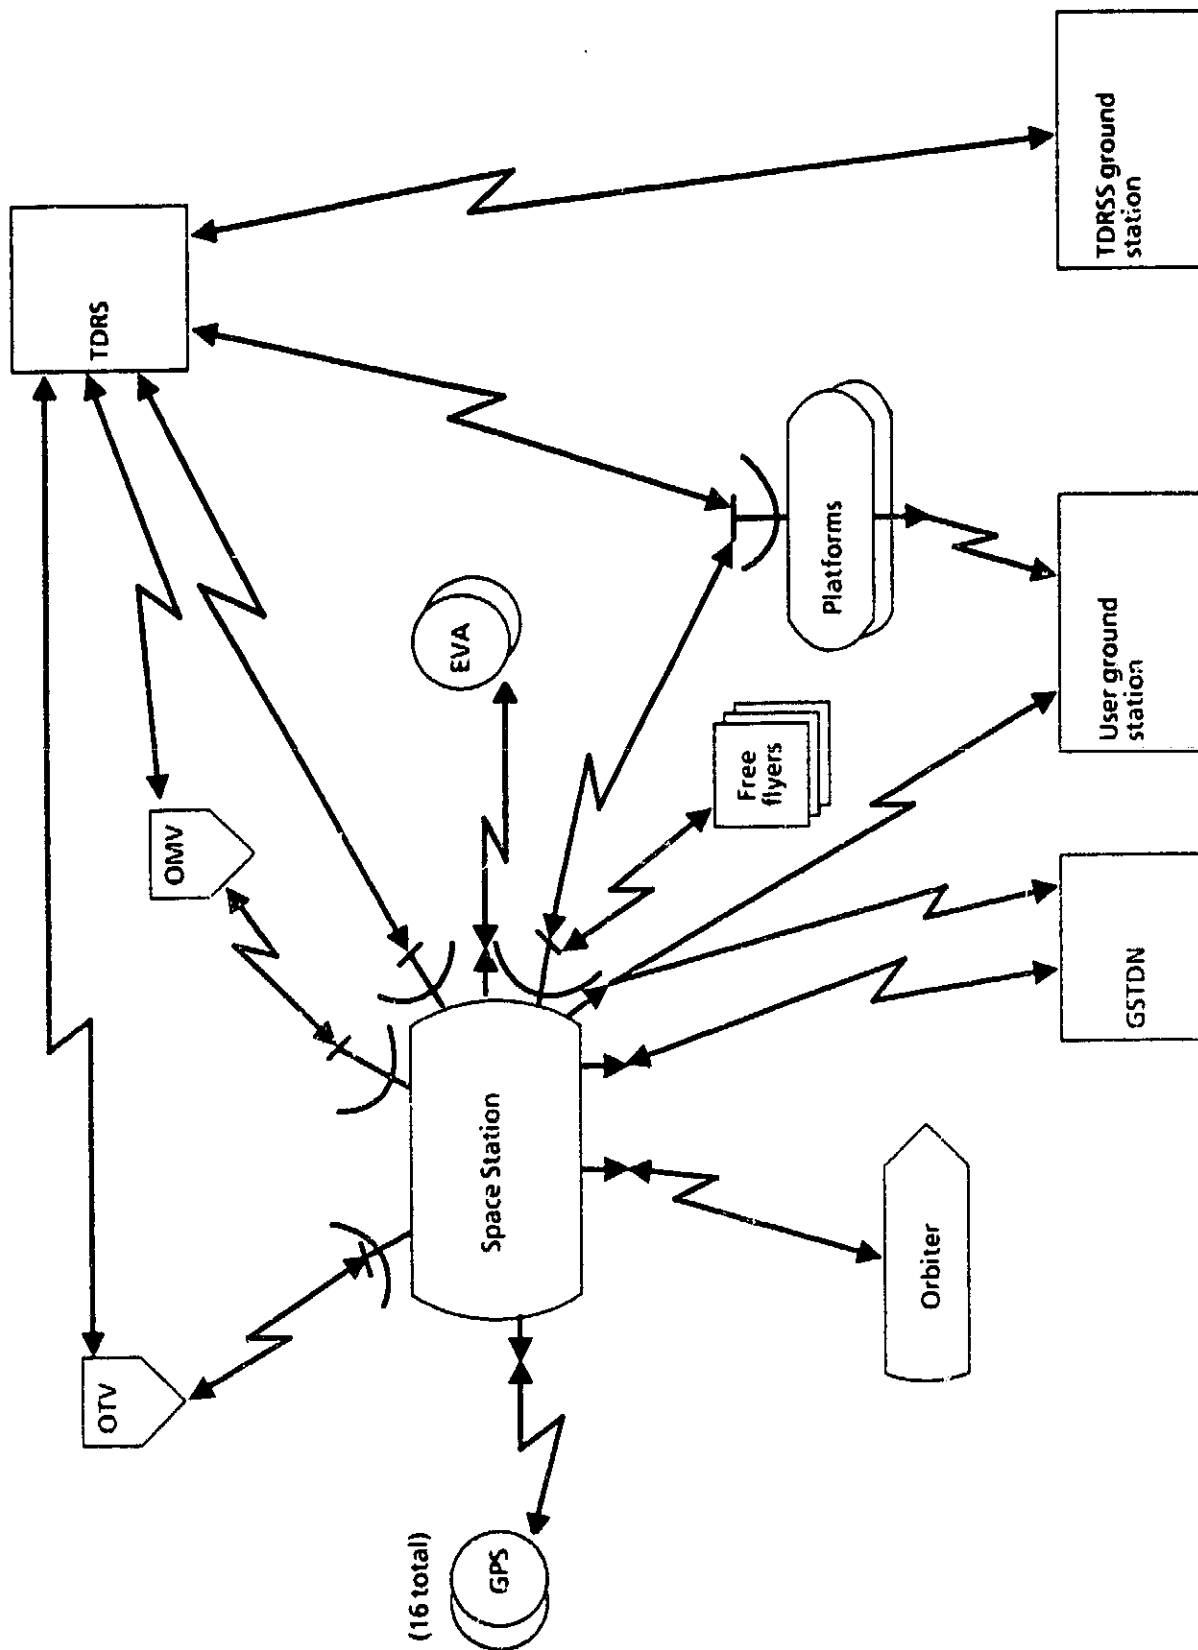 TDRS
OTV
OMV
EVA
(16 total)
GPS
Space Station
Platforms
Free
flyers
Orbiter
GSTDN
User ground
station
TDRSS ground
station